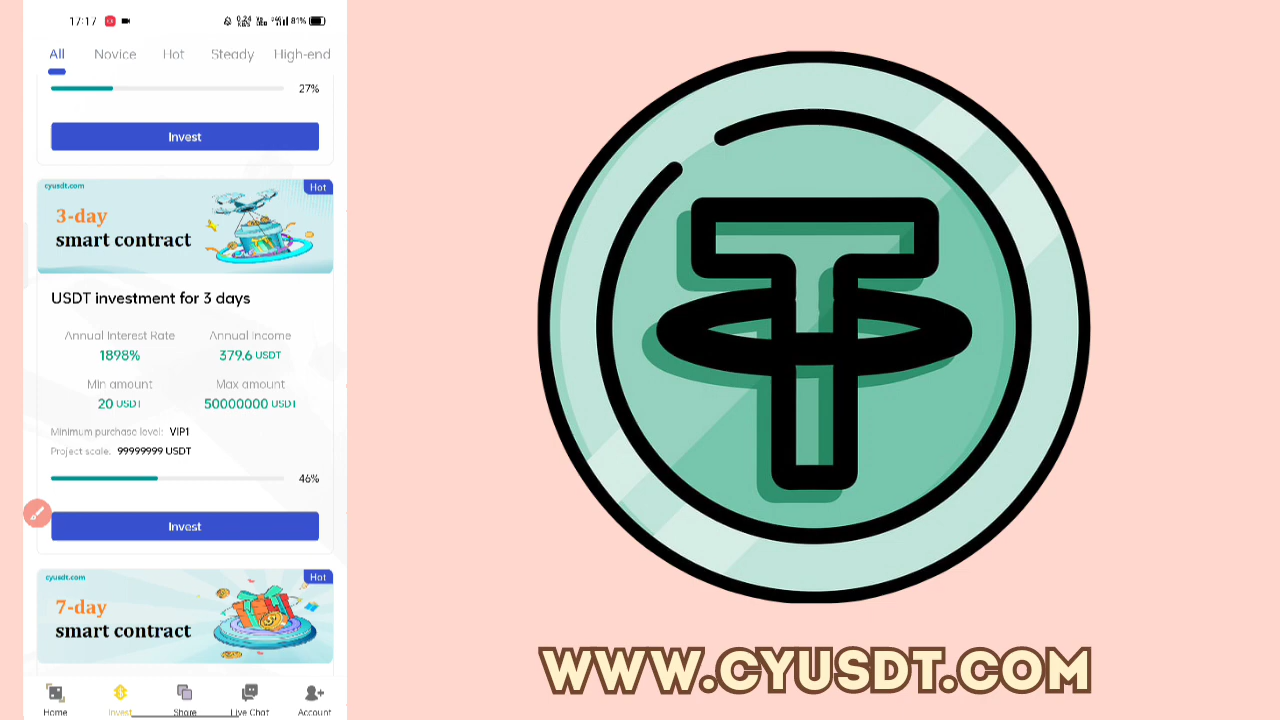 17:17
81%
All Novice Hot Steady High-end
27%
Invest
cyusdt.com
Hot
3-day
smart contract
USDT investment for 3 days
Annual Interest Rate Annual Income
1898% 379.6 USDT
Min amount Max amount
20 USDT 50000000 USDT
Minimum purchase level: VIP1
Project scale: 99999999 USDT
46%
Invest
cyusdt.com
Hot
7-day
smart contract
Home Invest Share Live Chat Account
WWW.CYUSDT.COM